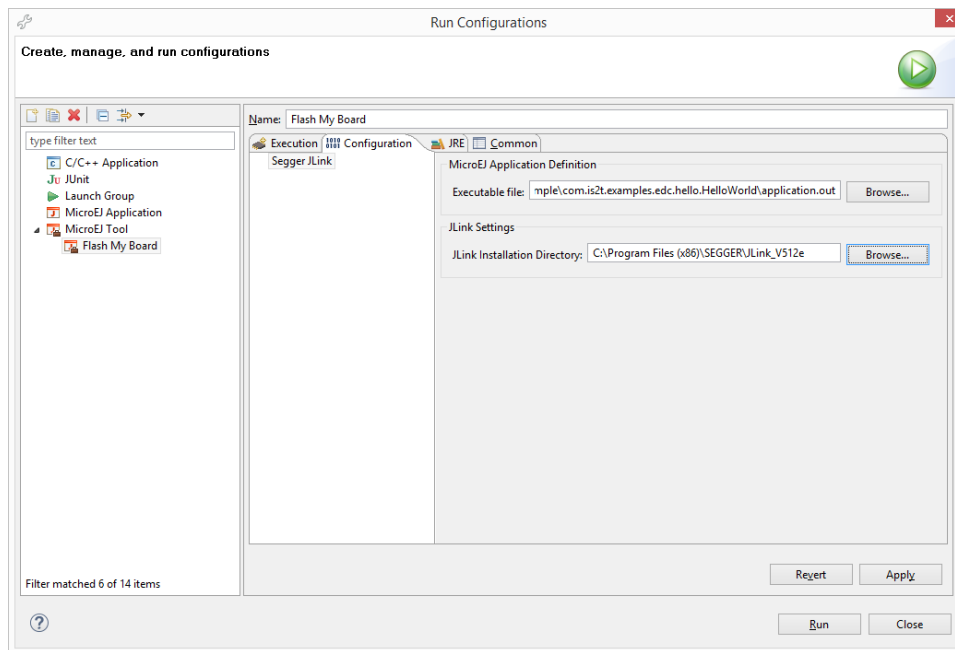 Run Configurations
Create, manage, and run configurations
type filter text
C/C++ Application
Ju JUnit
Launch Group
MicroEJ Application
MicroEJ Tool
Flash My Board
Filter matched 6 of 14 items
Name: Flash My Board
Execution Configuration JRE Common
Segger JLink
MicroEJ Application Definition
Executable file: mple\com.is2t.examples.edc.hello.HelloWorld\application.out Browse...
JLink Settings
JLink Installation Directory: C:\Program Files (x86)\SEGGER\JLink_V512e Browse...
Revert Apply
Run Close